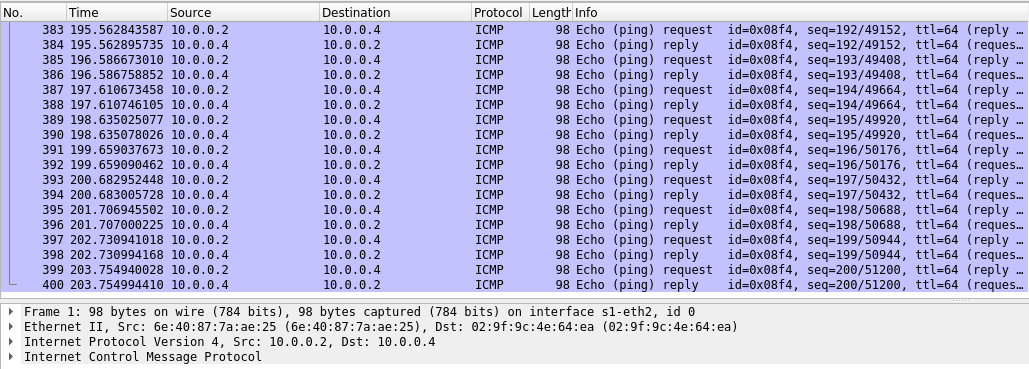 No. Time Source Destination Protocol Length Info
383 195.562843587 10.0.0.2 10.0.0.4 ICMP 98 Echo (ping) request id=0x08f4, seq=192/49152, ttl=64 (reply …
384 195.562895735 10.0.0.4 10.0.0.2 ICMP 98 Echo (ping) reply id=0x08f4, seq=192/49152, ttl=64 (reques…
385 196.586673010 10.0.0.2 10.0.0.4 ICMP 98 Echo (ping) request id=0x08f4, seq=193/49408, ttl=64 (reply …
386 196.586758852 10.0.0.4 10.0.0.2 ICMP 98 Echo (ping) reply id=0x08f4, seq=193/49408, ttl=64 (reques…
387 197.610673458 10.0.0.2 10.0.0.4 ICMP 98 Echo (ping) request id=0x08f4, seq=194/49664, ttl=64 (reply …
388 197.610746105 10.0.0.4 10.0.0.2 ICMP 98 Echo (ping) reply id=0x08f4, seq=194/49664, ttl=64 (reques…
389 198.635025077 10.0.0.2 10.0.0.4 ICMP 98 Echo (ping) request id=0x08f4, seq=195/49920, ttl=64 (reply …
390 198.635078026 10.0.0.4 10.0.0.2 ICMP 98 Echo (ping) reply id=0x08f4, seq=195/49920, ttl=64 (reques…
391 199.659037673 10.0.0.2 10.0.0.4 ICMP 98 Echo (ping) request id=0x08f4, seq=196/50176, ttl=64 (reply …
392 199.659090462 10.0.0.4 10.0.0.2 ICMP 98 Echo (ping) reply id=0x08f4, seq=196/50176, ttl=64 (reques…
393 200.682952448 10.0.0.2 10.0.0.4 ICMP 98 Echo (ping) request id=0x08f4, seq=197/50432, ttl=64 (reply …
394 200.683005728 10.0.0.4 10.0.0.2 ICMP 98 Echo (ping) reply id=0x08f4, seq=197/50432, ttl=64 (reques…
395 201.706945502 10.0.0.2 10.0.0.4 ICMP 98 Echo (ping) request id=0x08f4, seq=198/50688, ttl=64 (reply …
396 201.707000225 10.0.0.4 10.0.0.2 ICMP 98 Echo (ping) reply id=0x08f4, seq=198/50688, ttl=64 (reques…
397 202.730941018 10.0.0.2 10.0.0.4 ICMP 98 Echo (ping) request id=0x08f4, seq=199/50944, ttl=64 (reply …
398 202.730994168 10.0.0.4 10.0.0.2 ICMP 98 Echo (ping) reply id=0x08f4, seq=199/50944, ttl=64 (reques…
399 203.754940028 10.0.0.2 10.0.0.4 ICMP 98 Echo (ping) request id=0x08f4, seq=200/51200, ttl=64 (reply …
400 203.754994410 10.0.0.4 10.0.0.2 ICMP 98 Echo (ping) reply id=0x08f4, seq=200/51200, ttl=64 (reques…
Frame 1: 98 bytes on wire (784 bits), 98 bytes captured (784 bits) on interface s1-eth2, id 0
Ethernet II, Src: 6e:40:87:7a:ae:25 (6e:40:87:7a:ae:25), Dst: 02:9f:9c:4e:64:ea (02:9f:9c:4e:64:ea)
Internet Protocol Version 4, Src: 10.0.0.2, Dst: 10.0.0.4
Internet Control Message Protocol